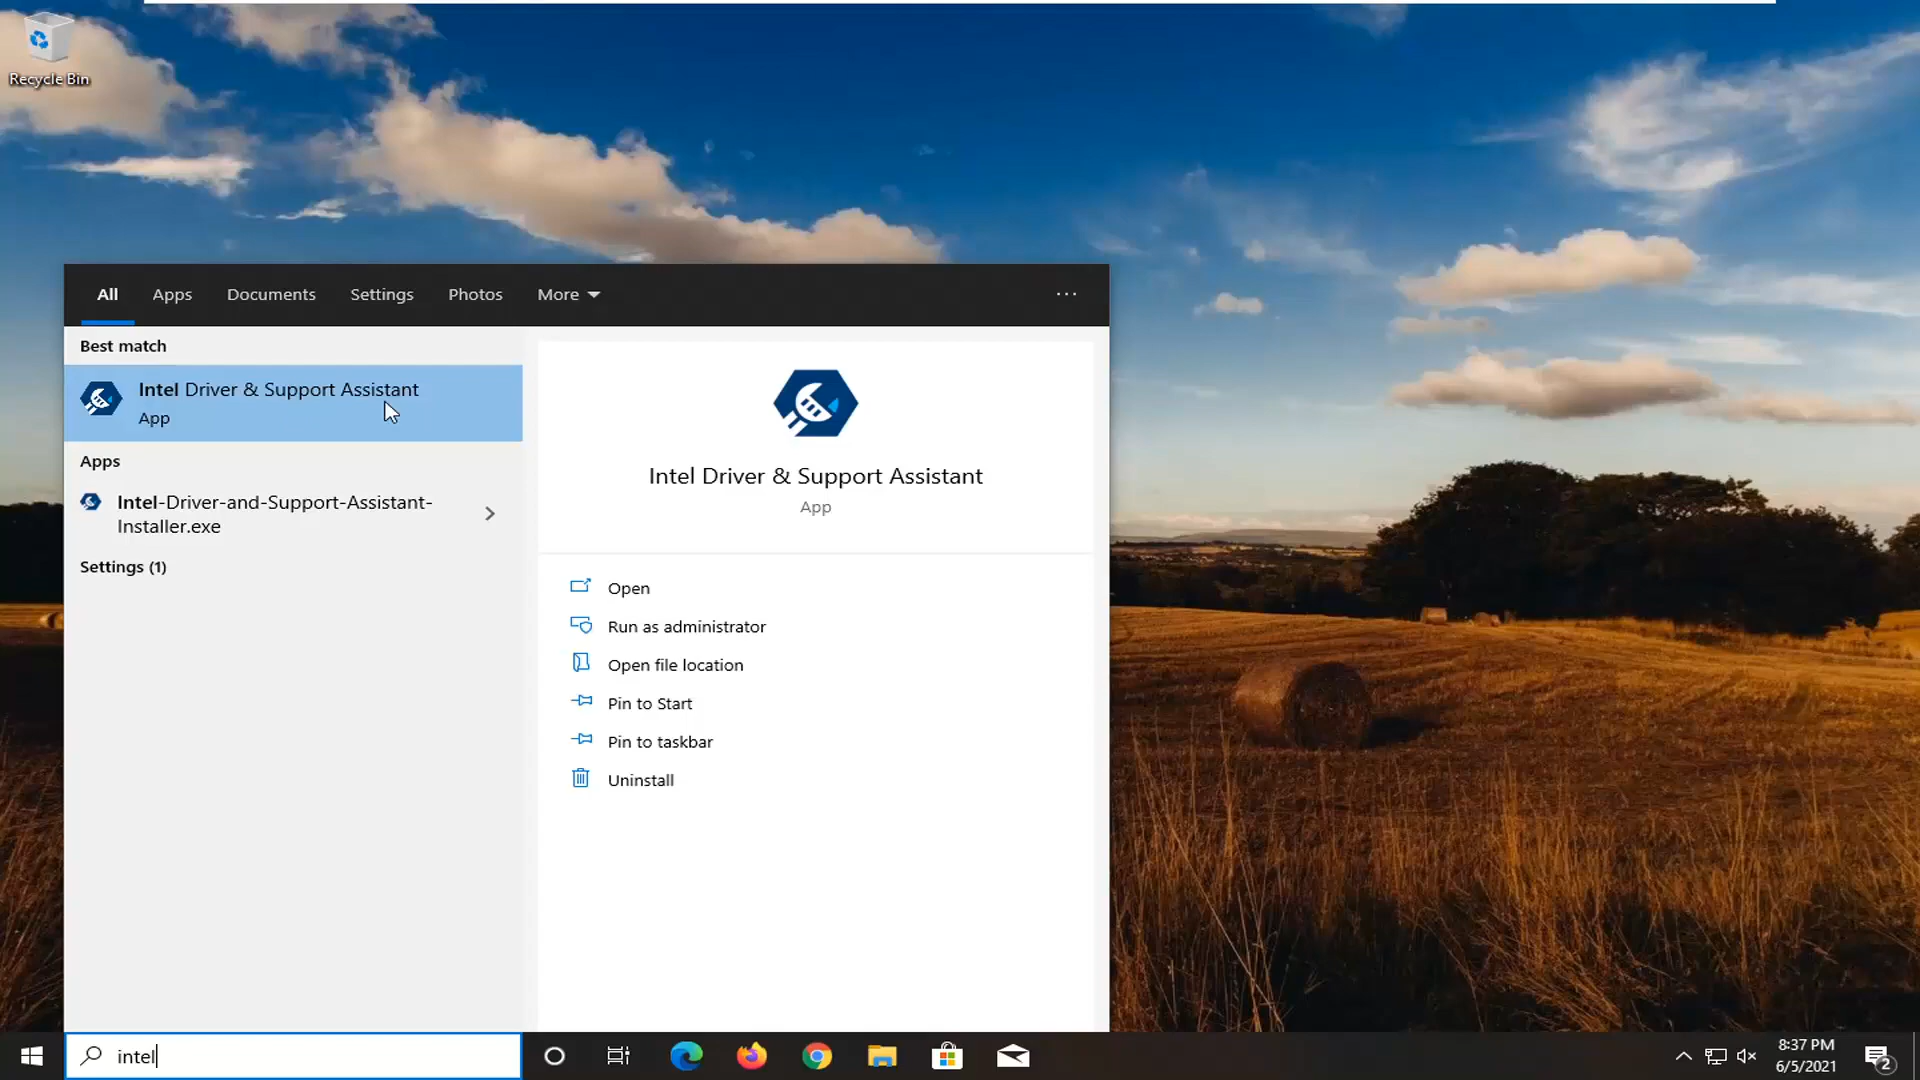 Recycle Bin
All Apps Documents Settings Photos More ...
Best match
Intel Driver & Support Assistant
App
Apps
Intel-Driver-and-Support-Assistant-
Installer.exe
Settings (1)
Intel Driver & Support Assistant
App
Open
Run as administrator
Open file location
Pin to Start
Pin to taskbar
Uninstall
intel
8:37 PM
6/5/2021
2